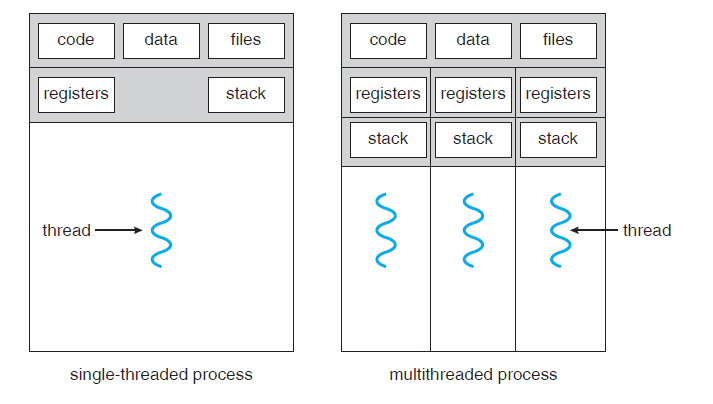 code data files code data files
registers stack registers registers registers
stack stack stack
thread thread
single-threaded process multithreaded process